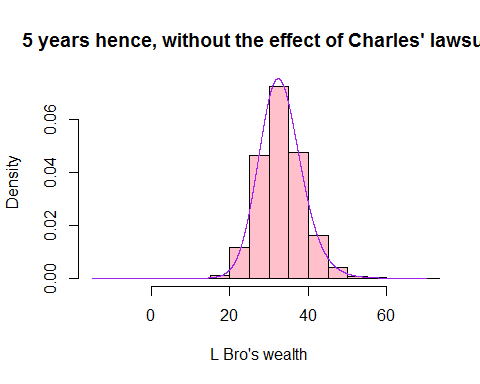 5 years hence, without the effect of Charles' lawsu
0.06
0.04
0.02
0.00
Density
0 20 40 60
L Bro's wealth